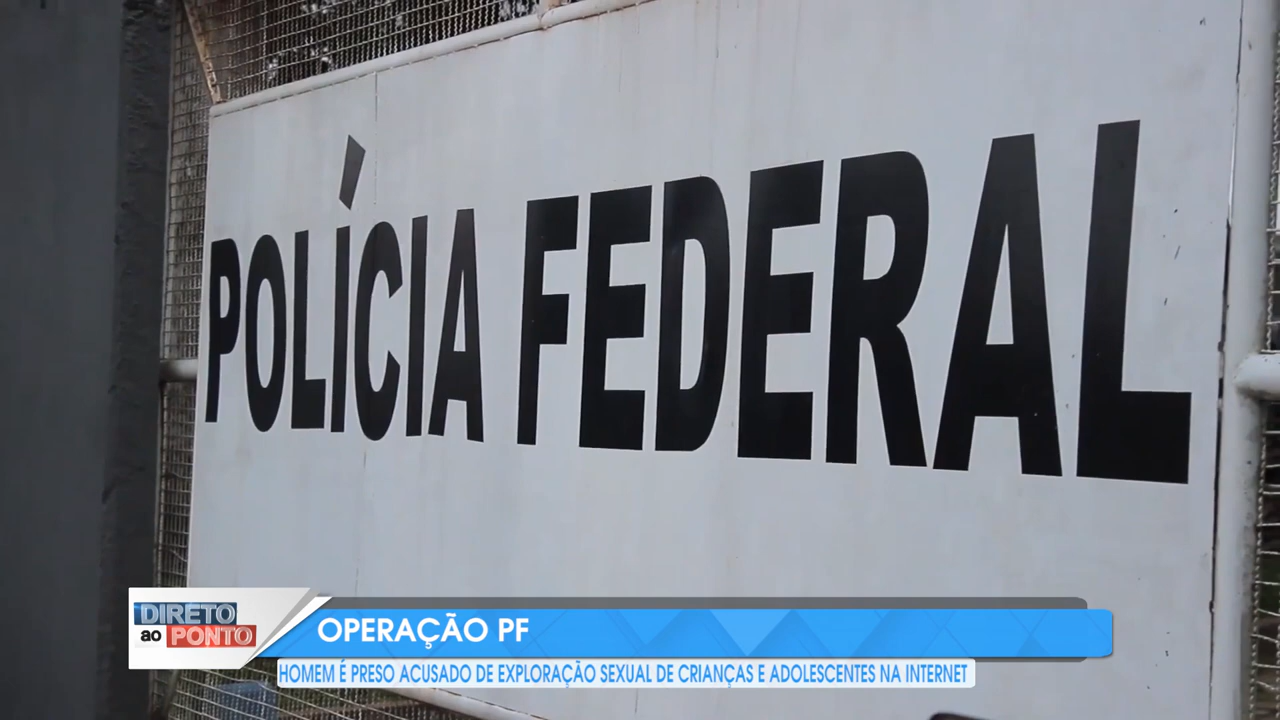 POLÍCIA FEDERAL
DIRETO
ao PONTO
OPERAÇÃO PF
HOMEM É PRESO ACUSADO DE EXPLORAÇÃO SEXUAL DE CRIANÇAS E ADOLESCENTES NA INTERNET